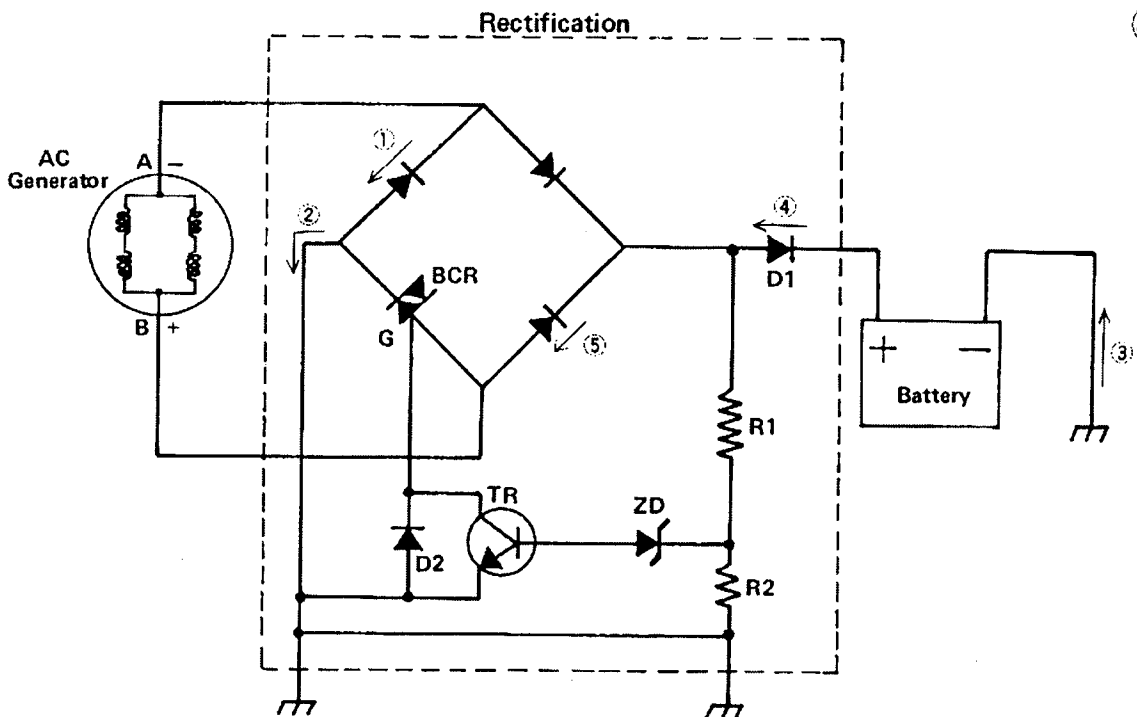 Rectification
①
AC
Generator
A −
②
④
BCR
D1
B +
G
⑤
+ −
Battery
③
R1
TR
ZD
D2
R2